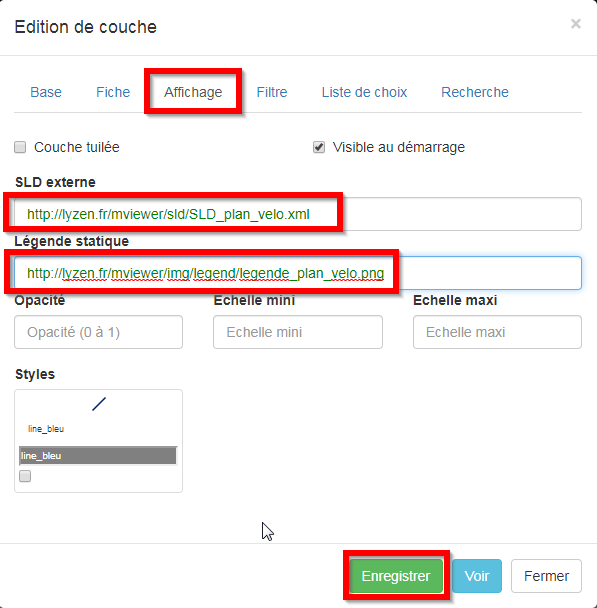 Edition de couche ×
Base Fiche Affichage Filtre Liste de choix Recherche
Couche tuilée Visible au démarrage
SLD externe
http://lyzen.fr/mviewer/sld/SLD_plan_velo.xml
Légende statique
http://lyzen.fr/mviewer/img/legend/legende_plan_velo.png
Opacité Echelle mini Echelle maxi
Opacité (0 à 1) Echelle mini Echelle maxi
Styles
line_bleu
line_bleu
Enregistrer Voir Fermer